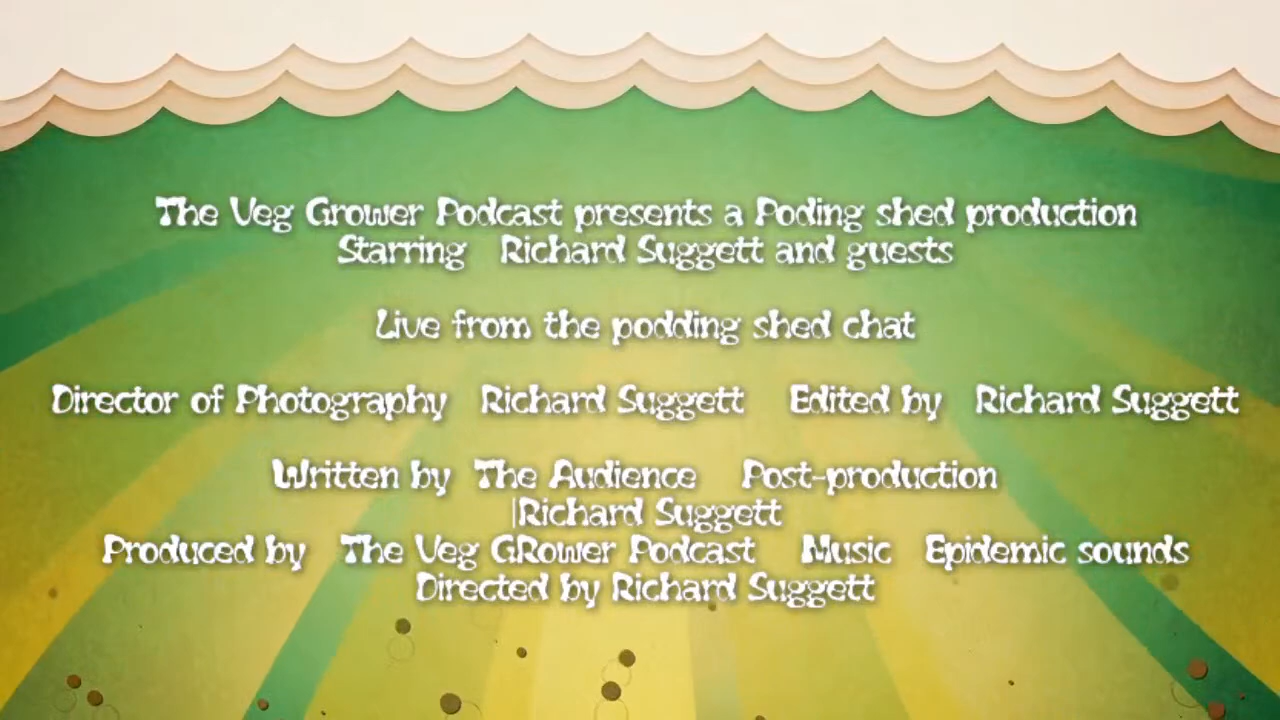 The Veg Grower Podcast presents a Poding shed production
Starring Richard Suggett and guests
Live from the podding shed chat
Director of Photography Richard Suggett Edited by Richard Suggett
Written by The Audience Post-production
|Richard Suggett
Produced by The Veg GRower Podcast Music Epidemic sounds
Directed by Richard Suggett